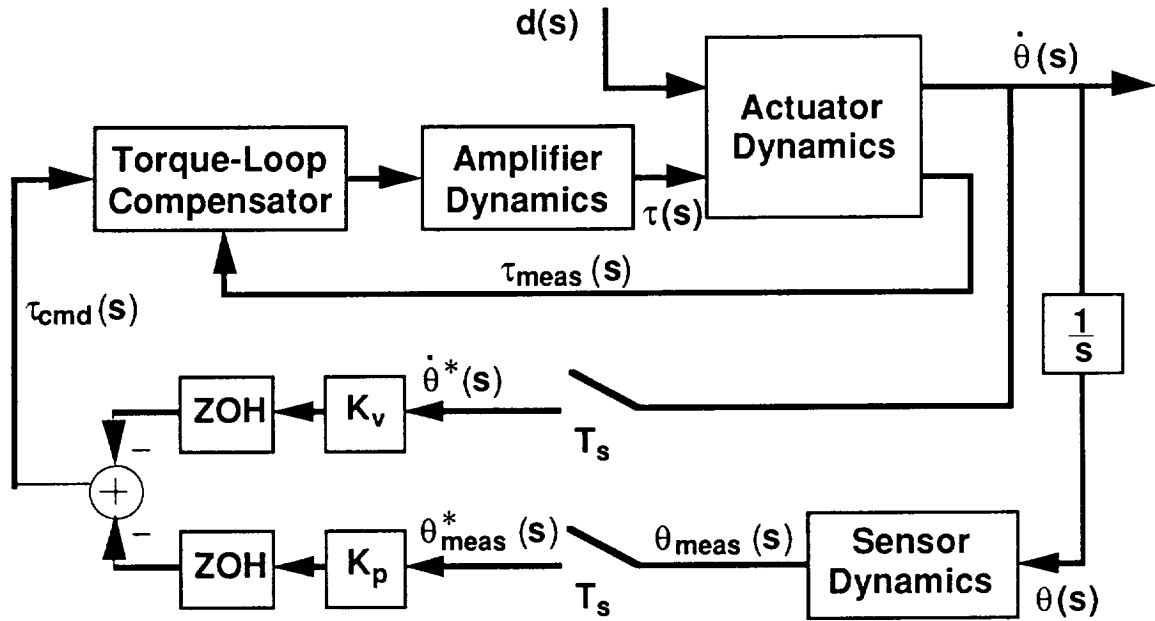 d(s)
θ̇(s)
Actuator
Dynamics
Torque-Loop
Compensator
Amplifier
Dynamics
τ(s)
τmeas(s)
τcmd(s)
1
s
ZOH
Kv
θ̇*(s)
Ts
−
+
−
ZOH
Kp
θ*meas(s)
Ts
θmeas(s)
Sensor
Dynamics
θ(s)